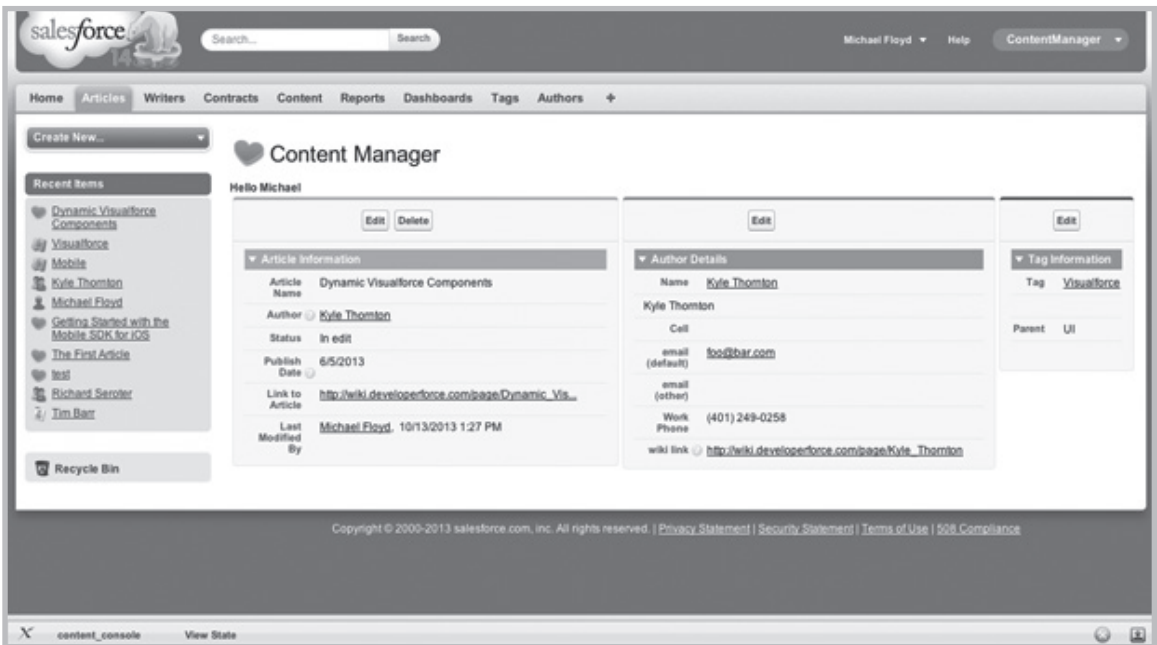 salesforce
14
Search...
Search
Michael Floyd
Help
ContentManager
Home
Articles
Writers
Contracts
Content
Reports
Dashboards
Tags
Authors
+
Create New...
Recent Items
Dynamic Visualforce
Components
Visualforce
Mobile
Kyle Thornton
Michael Floyd
Getting Started with the
Mobile SDK for iOS
The First Article
test
Richard Seroter
Tim Barr
Recycle Bin
Content Manager
Hello Michael
Edit Delete
Article Information
Article
Name
Dynamic Visualforce Components
Author
Kyle Thornton
Status
In edit
Publish
Date
6/5/2013
Link to
Article
http://wiki.developerforce.com/page/Dynamic_Vis...
Last
Modified
By
Michael Floyd, 10/13/2013 1:27 PM
Edit
Author Details
Name
Kyle Thornton
Kyle Thornton
Cell
email
(default)
foo@bar.com
email
(other)
Work
Phone
(401) 249-0258
wiki link
http://wiki.developerforce.com/page/Kyle_Thornton
Edit
Tag Information
Tag
Visualforce
Parent
UI
Copyright © 2000-2013 salesforce.com, inc. All rights reserved. | Privacy Statement | Security Statement | Terms of Use | 508 Compliance
content_console
View State